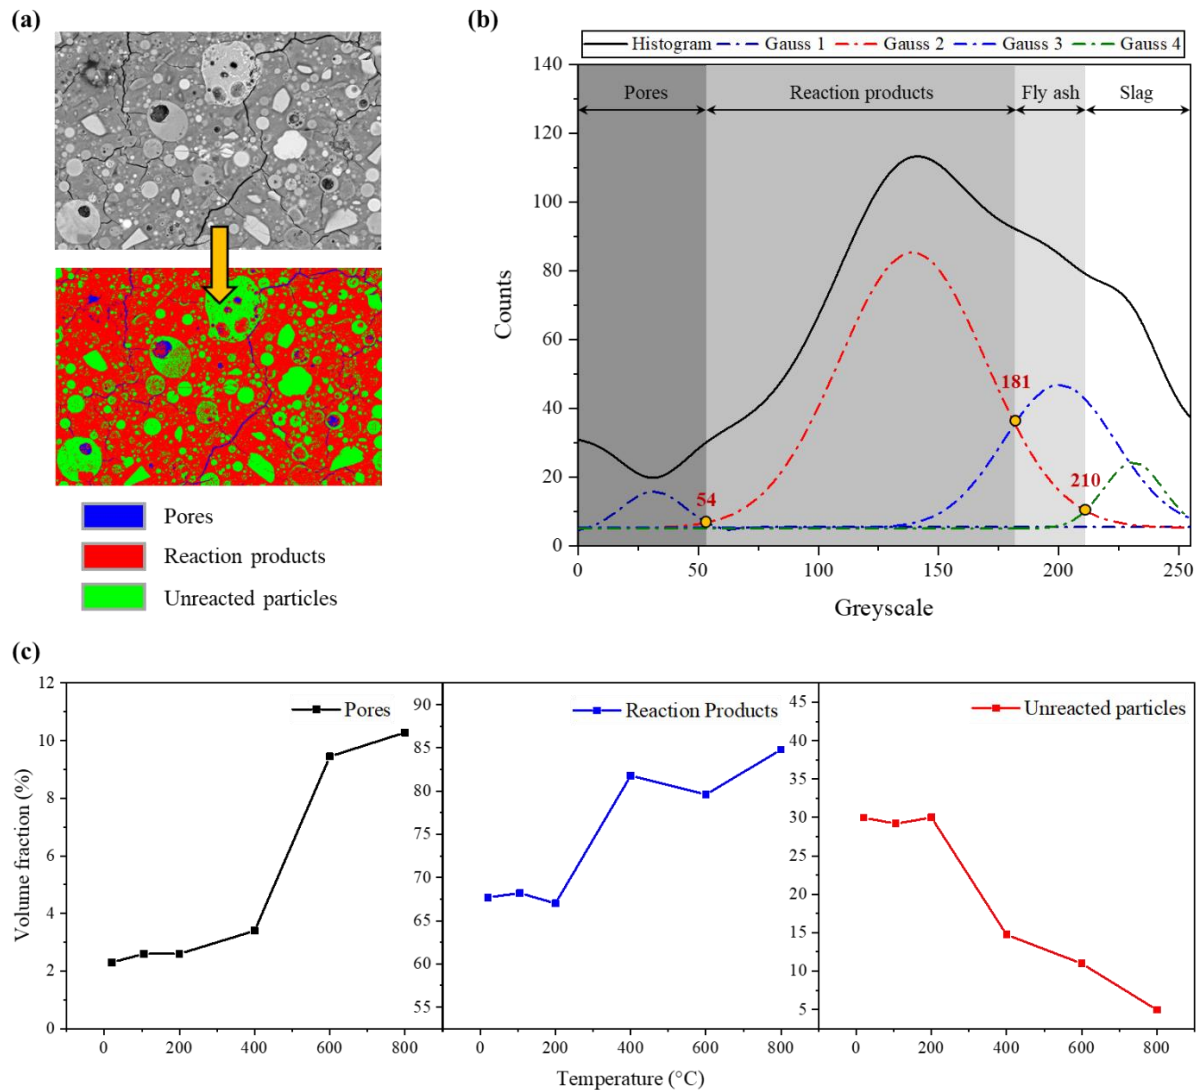 (a)
Pores
Reaction products
Unreacted particles
(b)
Histogram Gauss 1 Gauss 2 Gauss 3 Gauss 4
Pores Reaction products Fly ash Slag
140
120
100
80
60
40
20
0
Counts
54
181
210
0 50 100 150 200 250
Greyscale
(c)
Pores
12
10
8
6
4
2
0
Volume fraction (%)
0 200 400 600 800
Reaction Products
90
85
80
75
70
65
60
55
0 200 400 600 800
Unreacted particles
45
40
35
30
25
20
15
10
5
0 200 400 600 800
Temperature (°C)